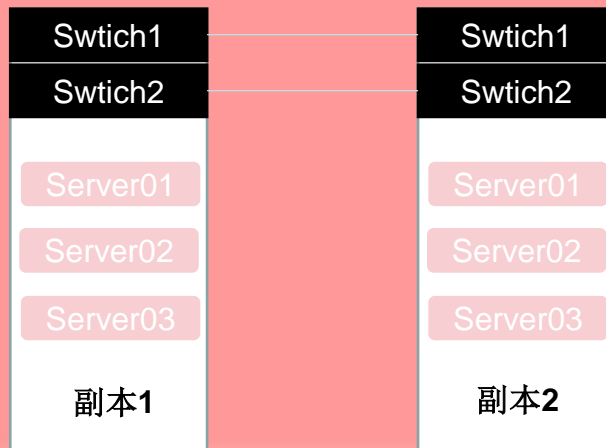 Swtich1
Swtich2
Server01
Server02
Server03
副本1
Swtich1
Swtich2
Server01
Server02
Server03
副本2